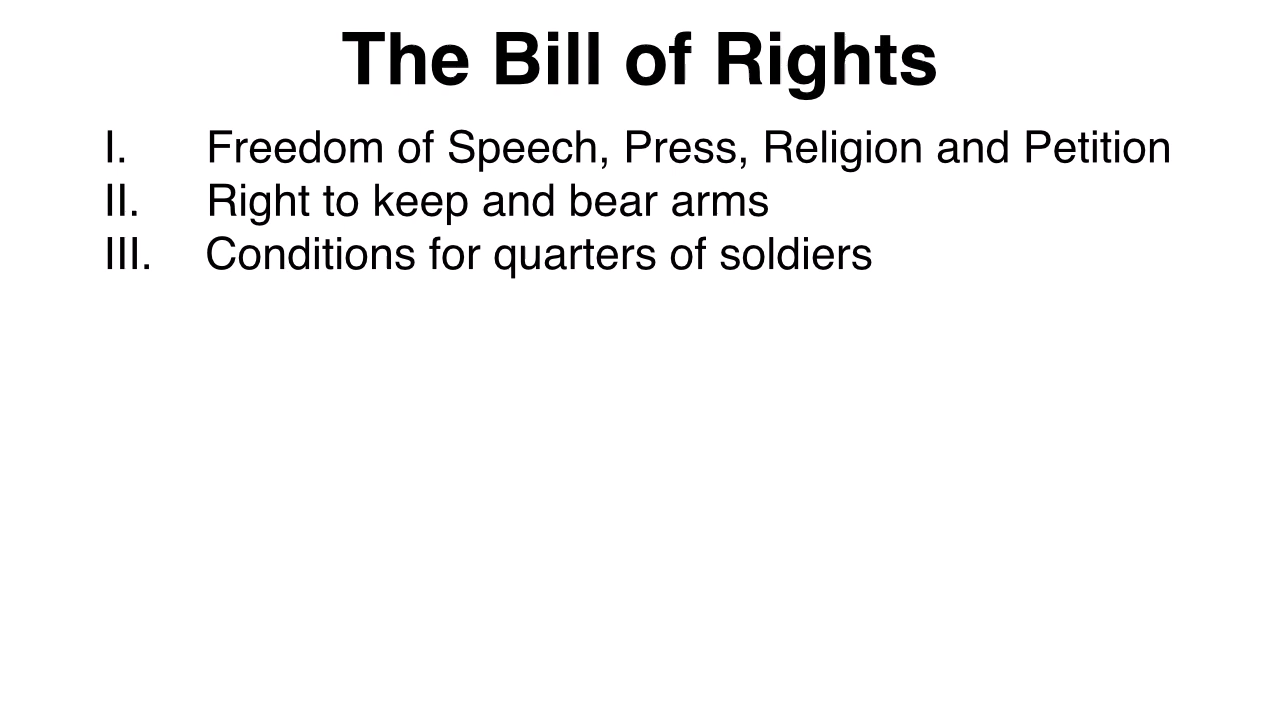 The Bill of Rights
I. Freedom of Speech, Press, Religion and Petition
II. Right to keep and bear arms
III. Conditions for quarters of soldiers